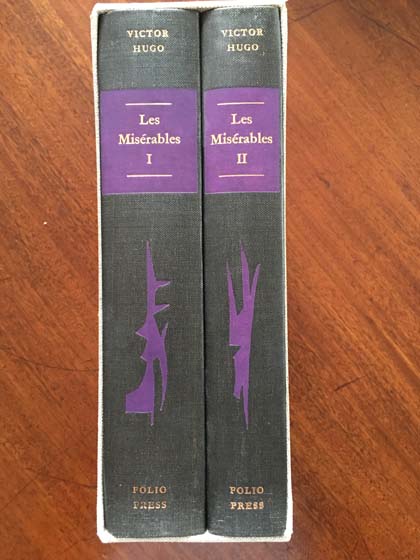 VICTOR
HUGO
Les
Misérables
I
FOLIO
PRESS
VICTOR
HUGO
Les
Misérables
II
FOLIO
PRESS